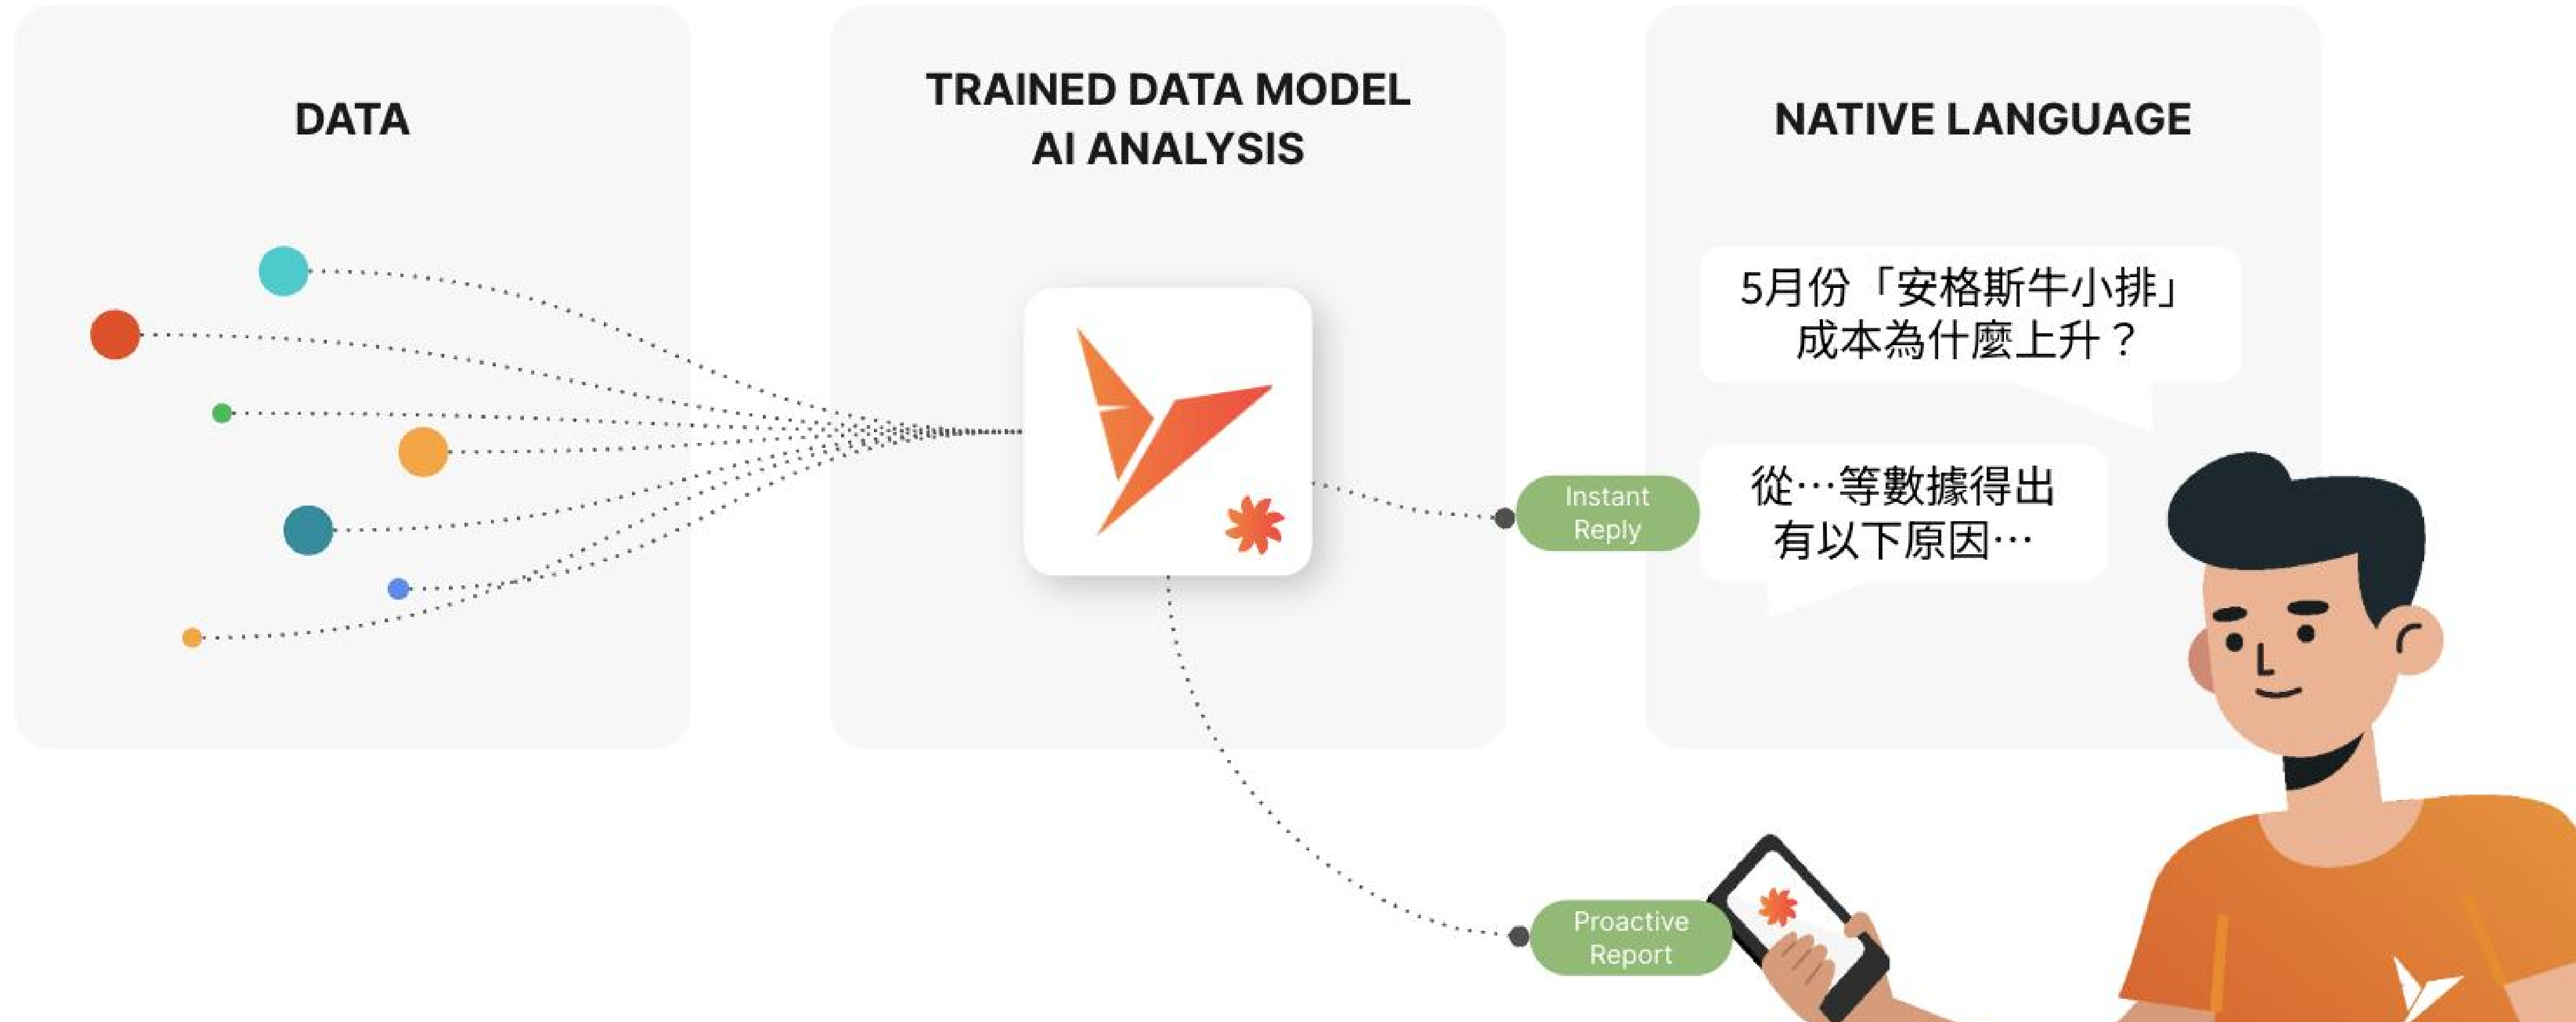 DATA
TRAINED DATA MODEL
AI ANALYSIS
NATIVE LANGUAGE
5月份「安格斯牛小排」
成本為什麼上升？
從…等數據得出
有以下原因…
Instant
Reply
Proactive
Report